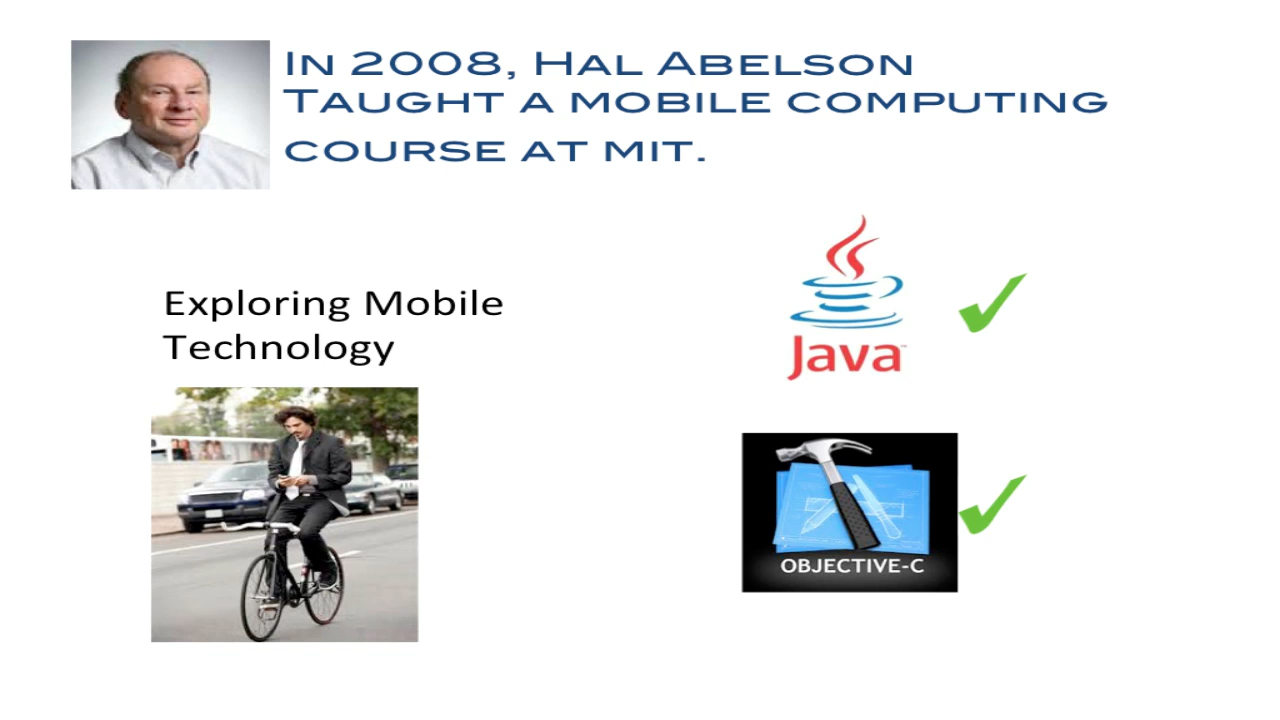 In 2008, Hal Abelson
Taught a mobile computing
course at mit.
Exploring Mobile
Technology
Java
OBJECTIVE-C